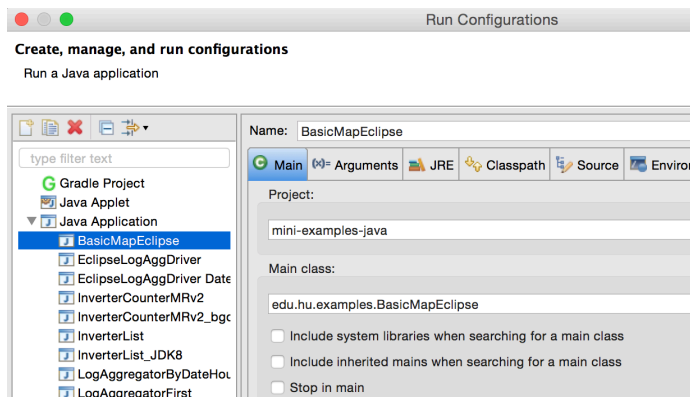 Run Configurations
Create, manage, and run configurations
Run a Java application
type filter text
Gradle Project
Java Applet
Java Application
BasicMapEclipse
EclipseLogAggDriver
EclipseLogAggDriver Date
InverterCounterMRv2
InverterCounterMRv2_bgc
InverterList
InverterList_JDK8
LogAggregatorByDateHou
LogAggregatorFirst
Name: BasicMapEclipse
Main (x)= Arguments JRE Classpath Source Enviror
Project:
mini-examples-java
Main class:
edu.hu.examples.BasicMapEclipse
Include system libraries when searching for a main class
Include inherited mains when searching for a main class
Stop in main